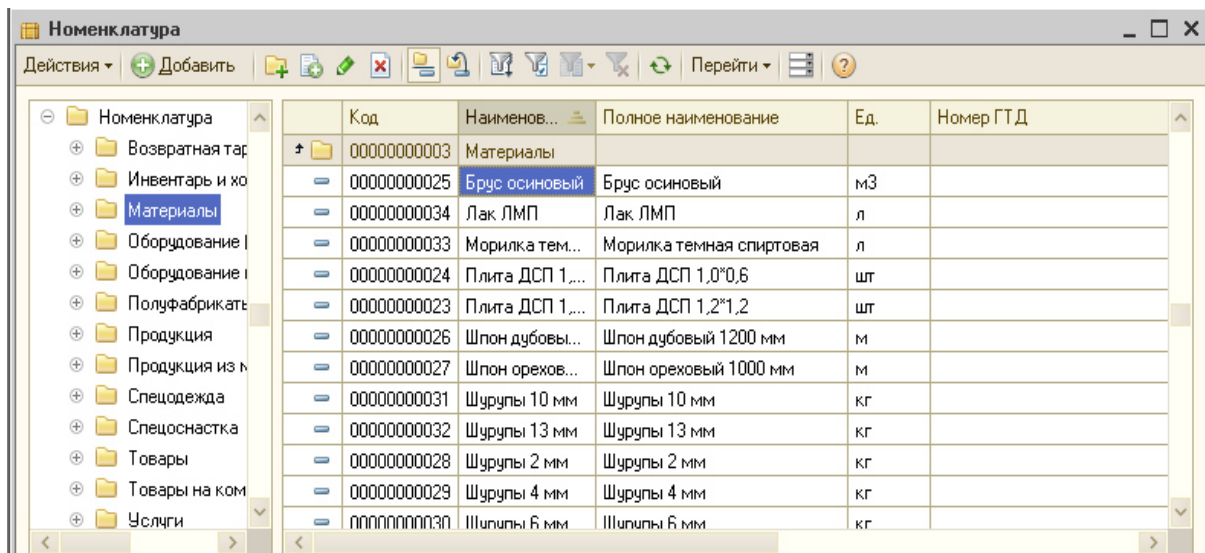 Номенклатура
Действия Добавить Перейти
Номенклатура
Возвратная тар
Инвентарь и хо
Материалы
Оборудование
Оборудование
Полуфабрикаты
Продукция
Продукция из м
Спецодежда
Спецоснастка
Товары
Товары на ком
Услуги
Код Наименов... Полное наименование Ед. Номер ГТД
00000000003 Материалы
00000000025 Брус осиновый Брус осиновый м3
00000000034 Лак ЛМП Лак ЛМП л
00000000033 Морилка тем... Морилка темная спиртовая л
00000000024 Плита ДСП 1,... Плита ДСП 1,0*0,6 шт
00000000023 Плита ДСП 1,... Плита ДСП 1,2*1,2 шт
00000000026 Шпон дубовы... Шпон дубовый 1200 мм м
00000000027 Шпон орехов... Шпон ореховый 1000 мм м
00000000031 Шурупы 10 мм Шурупы 10 мм кг
00000000032 Шурупы 13 мм Шурупы 13 мм кг
00000000028 Шурупы 2 мм Шурупы 2 мм кг
00000000029 Шурупы 4 мм Шурупы 4 мм кг
00000000030 Шурупы 6 мм Шурупы 6 мм кг